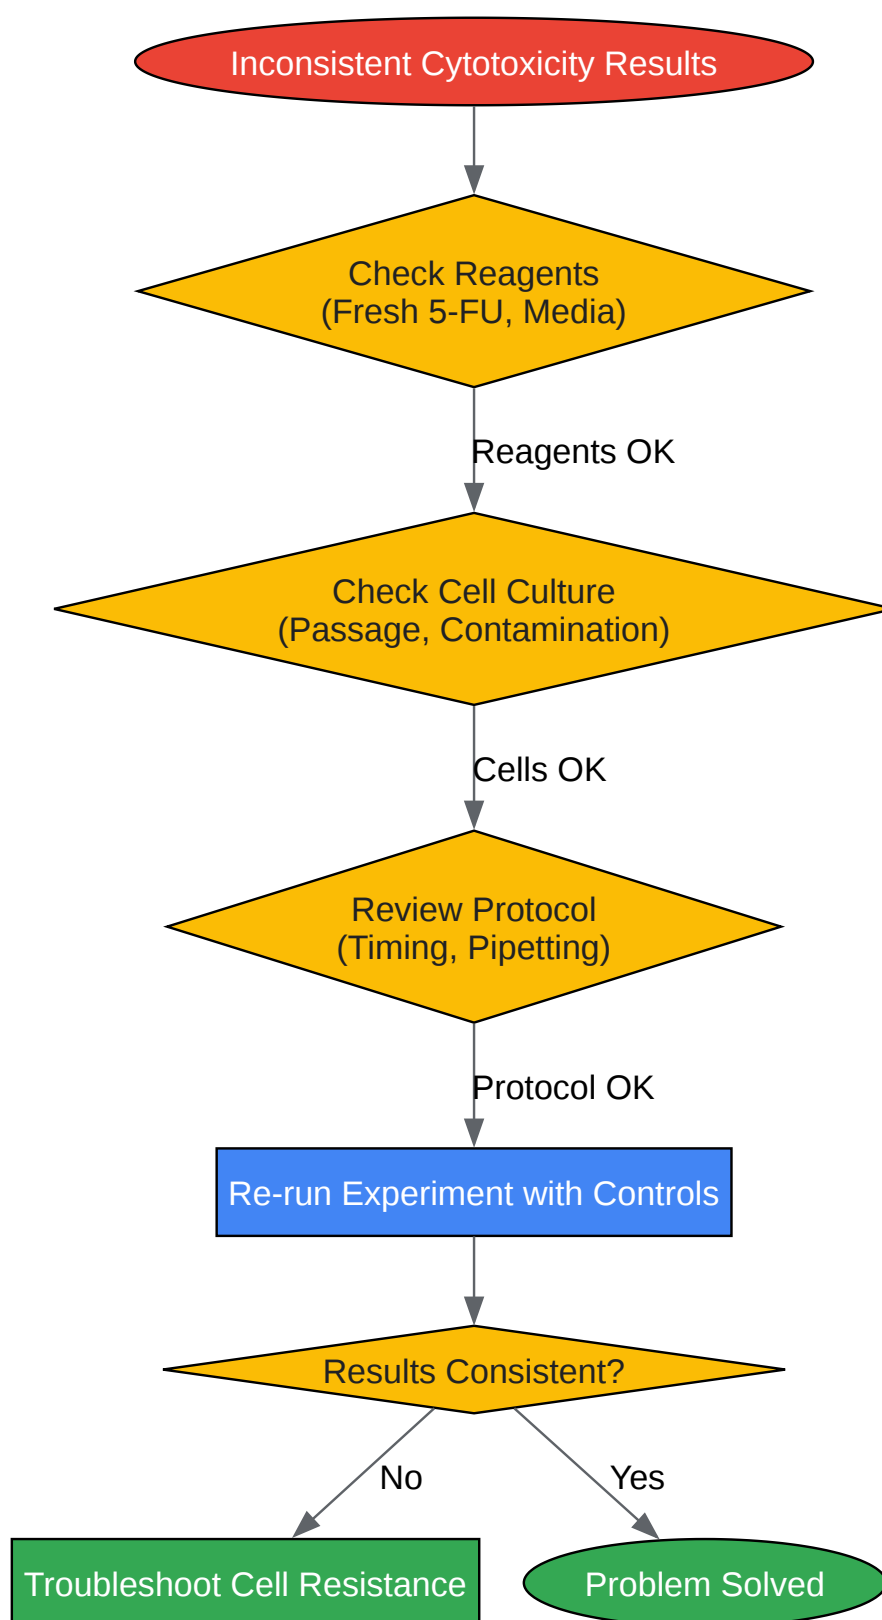 Inconsistent Cytotoxicity Results
Check Reagents
(Fresh 5-FU, Media)
Reagents OK
Check Cell Culture
(Passage, Contamination)
Cells OK
Review Protocol
(Timing, Pipetting)
Protocol OK
Re-run Experiment with Controls
Results Consistent?
No
Yes
Troubleshoot Cell Resistance
Problem Solved